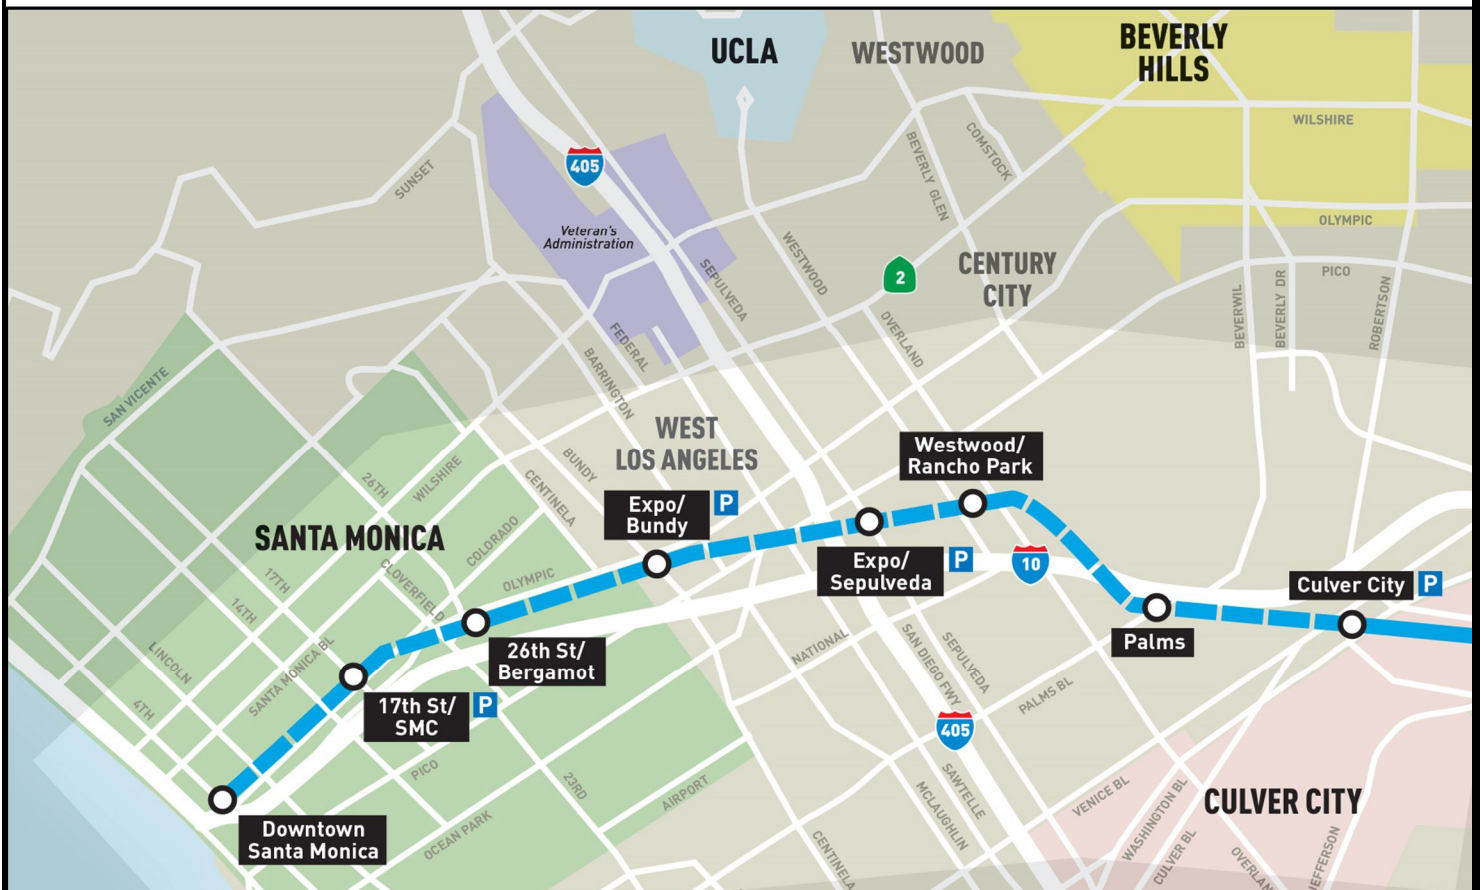 UCLA
WESTWOOD
BEVERLY
HILLS
WILSHIRE
COMSTOCK
BEVERLY GLEN
405
SUNSET
Veteran's
Administration
OLYMPIC
WESTWOOD
SEPULVEDA
2
CENTURY
CITY
PICO
BEVERWIL
BEVERLY DR
ROBERTSON
OVERLAND
FEDERAL
BARRINGTON
SAN VICENTE
WEST
LOS ANGELES
BUNDY
CENTINELA
26TH
WILSHIRE
Westwood/
Rancho Park
Expo/
Bundy
P
SANTA MONICA
COLORADO
OLYMPIC
CLOVERFIELD
17TH
14TH
Expo/
Sepulveda
P
10
Culver City
P
Palms
26th St/
Bergamot
LINCOLN
SANTA MONICA BL
4TH
NATIONAL
SAN DIEGO FWY
SEPULVEDA
PALMS BL
17th St/
SMC
P
405
PICO
23RD
AIRPORT
OCEAN PARK
Downtown
Santa Monica
SAWTELLE
MCLAUGHLIN
CENTINELA
VENICE BL
WASHINGTON BL
CULVER BL
CULVER CITY
OVERLAN
EFFERSON